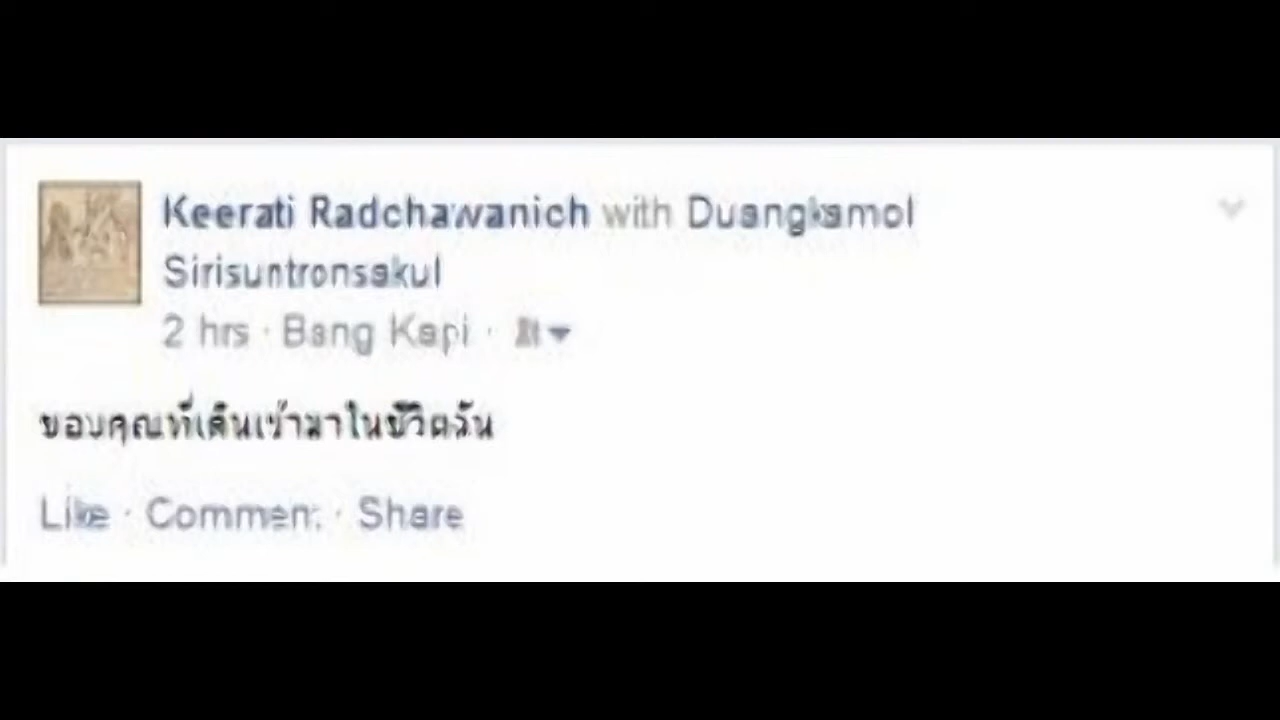 Keerati Radchawanich with Duangkamol
Sirisuntronsakul
2 hrs · Bang Kapi ·
ขอบคุณที่เดินเข้ามาในชีวิตฉัน
Like · Comment · Share